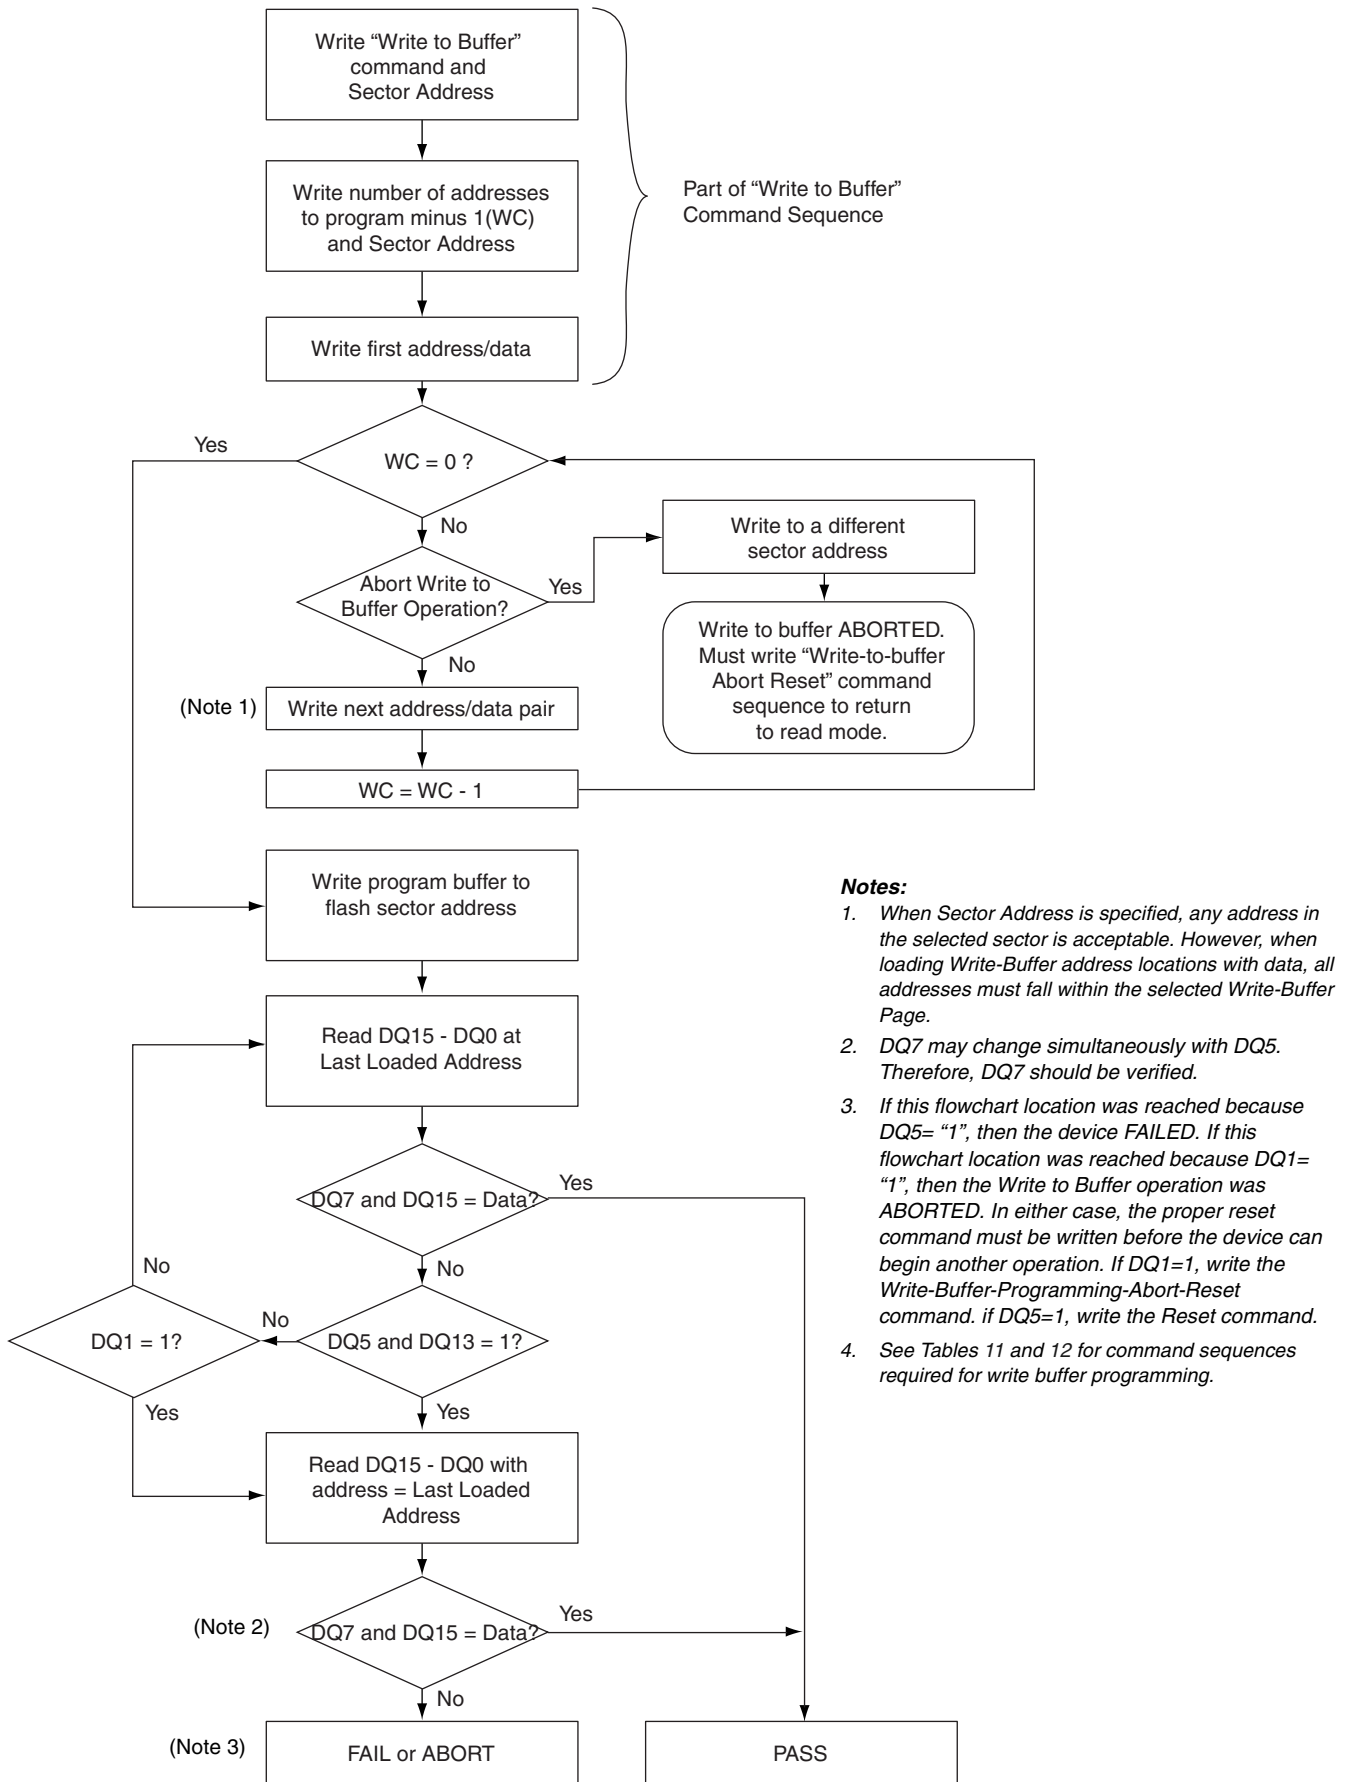 Write “Write to Buffer”
command and
Sector Address
Write number of addresses
to program minus 1(WC)
and Sector Address
Part of “Write to Buffer”
Command Sequence
Write first address/data
Yes
WC = 0 ?
No
Write to a different
sector address
Abort Write to
Buffer Operation?
Yes
Write to buffer ABORTED.
Must write “Write-to-buffer
Abort Reset” command
sequence to return
to read mode.
No
(Note 1)
Write next address/data pair
WC = WC - 1
Write program buffer to
flash sector address
Read DQ15 - DQ0 at
Last Loaded Address
DQ7 and DQ15 = Data?
Yes
No
No
DQ1 = 1?
No
DQ5 and DQ13 = 1?
Yes
Yes
Read DQ15 - DQ0 with
address = Last Loaded
Address
(Note 2)
DQ7 and DQ15 = Data?
Yes
No
(Note 3)
FAIL or ABORT
PASS
Notes:
1. When Sector Address is specified, any address in
the selected sector is acceptable. However, when
loading Write-Buffer address locations with data, all
addresses must fall within the selected Write-Buffer
Page.
2. DQ7 may change simultaneously with DQ5.
Therefore, DQ7 should be verified.
3. If this flowchart location was reached because
DQ5= “1”, then the device FAILED. If this
flowchart location was reached because DQ1=
“1”, then the Write to Buffer operation was
ABORTED. In either case, the proper reset
command must be written before the device can
begin another operation. If DQ1=1, write the
Write-Buffer-Programming-Abort-Reset
command. if DQ5=1, write the Reset command.
4. See Tables 11 and 12 for command sequences
required for write buffer programming.